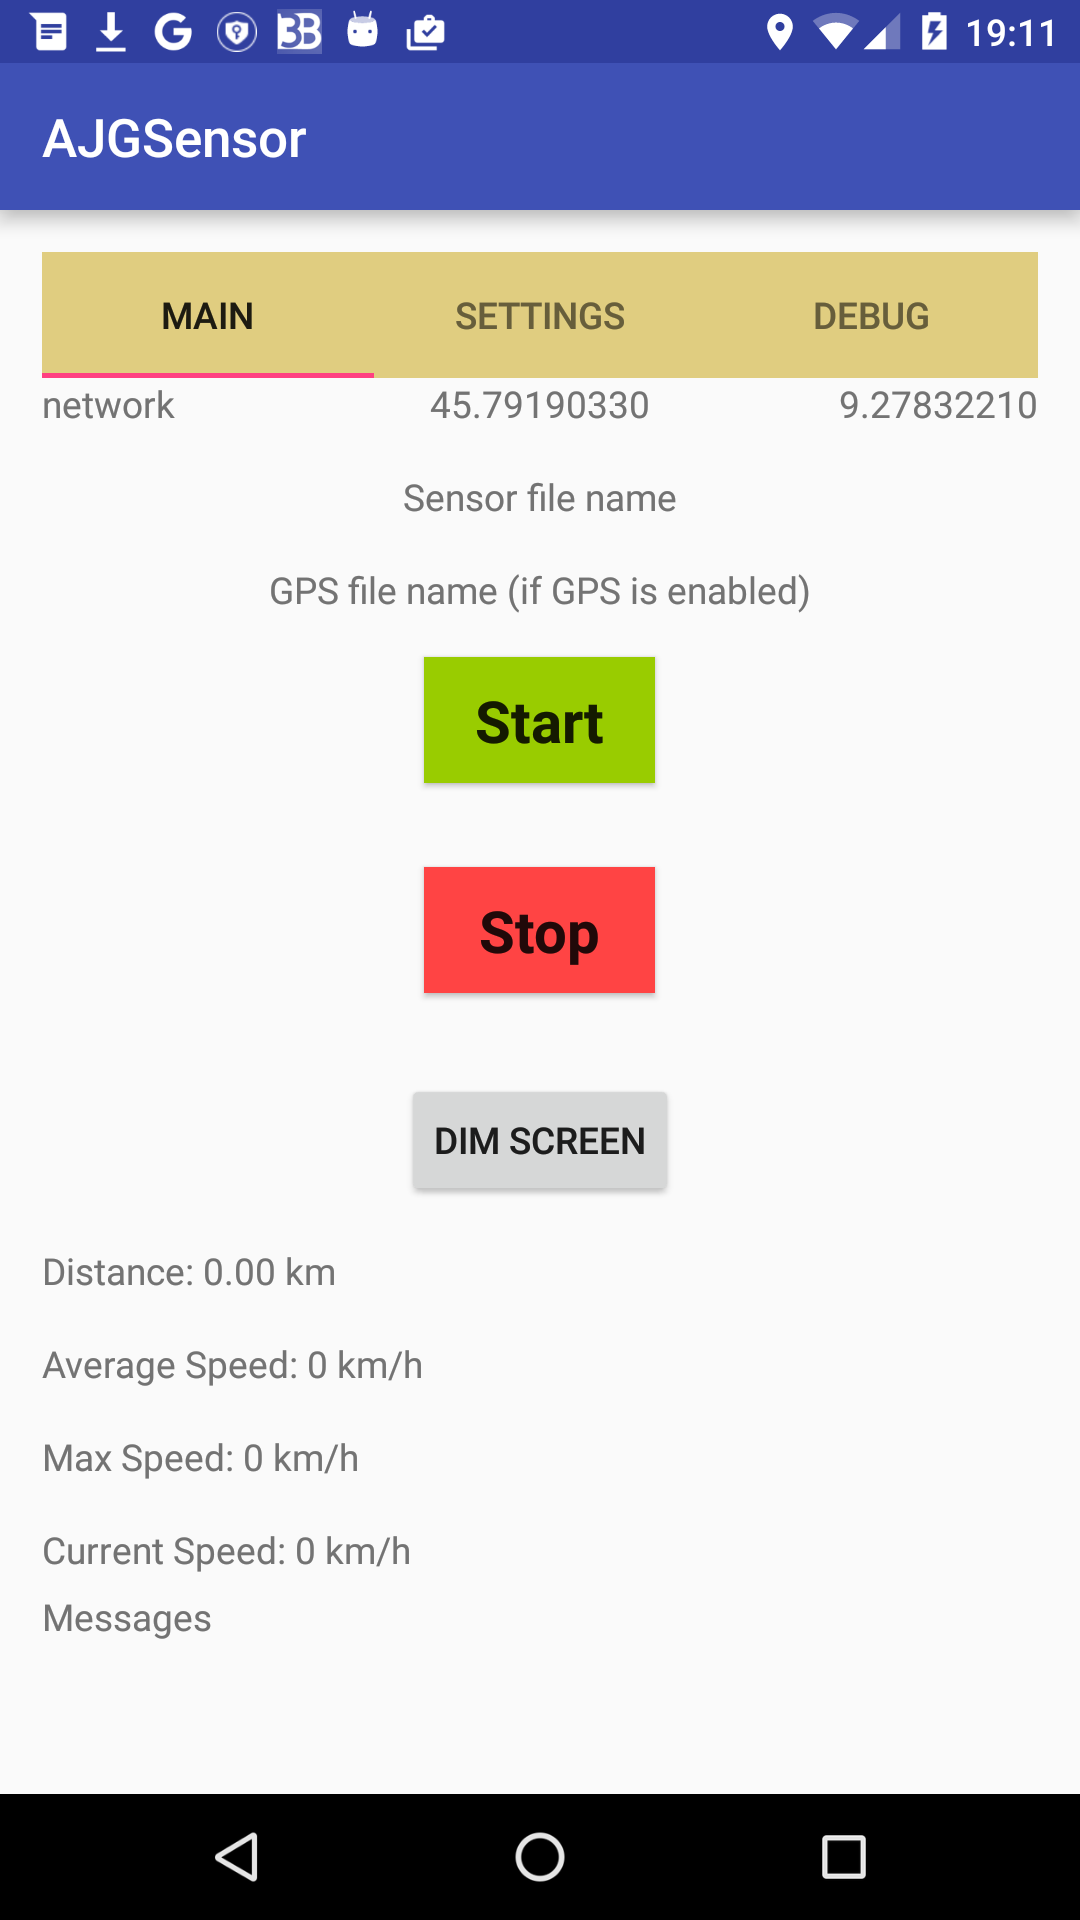 19:11
AJGSensor
MAIN SETTINGS DEBUG
network 45.79190330 9.27832210
Sensor file name
GPS file name (if GPS is enabled)
Start
Stop
DIM SCREEN
Distance: 0.00 km
Average Speed: 0 km/h
Max Speed: 0 km/h
Current Speed: 0 km/h
Messages